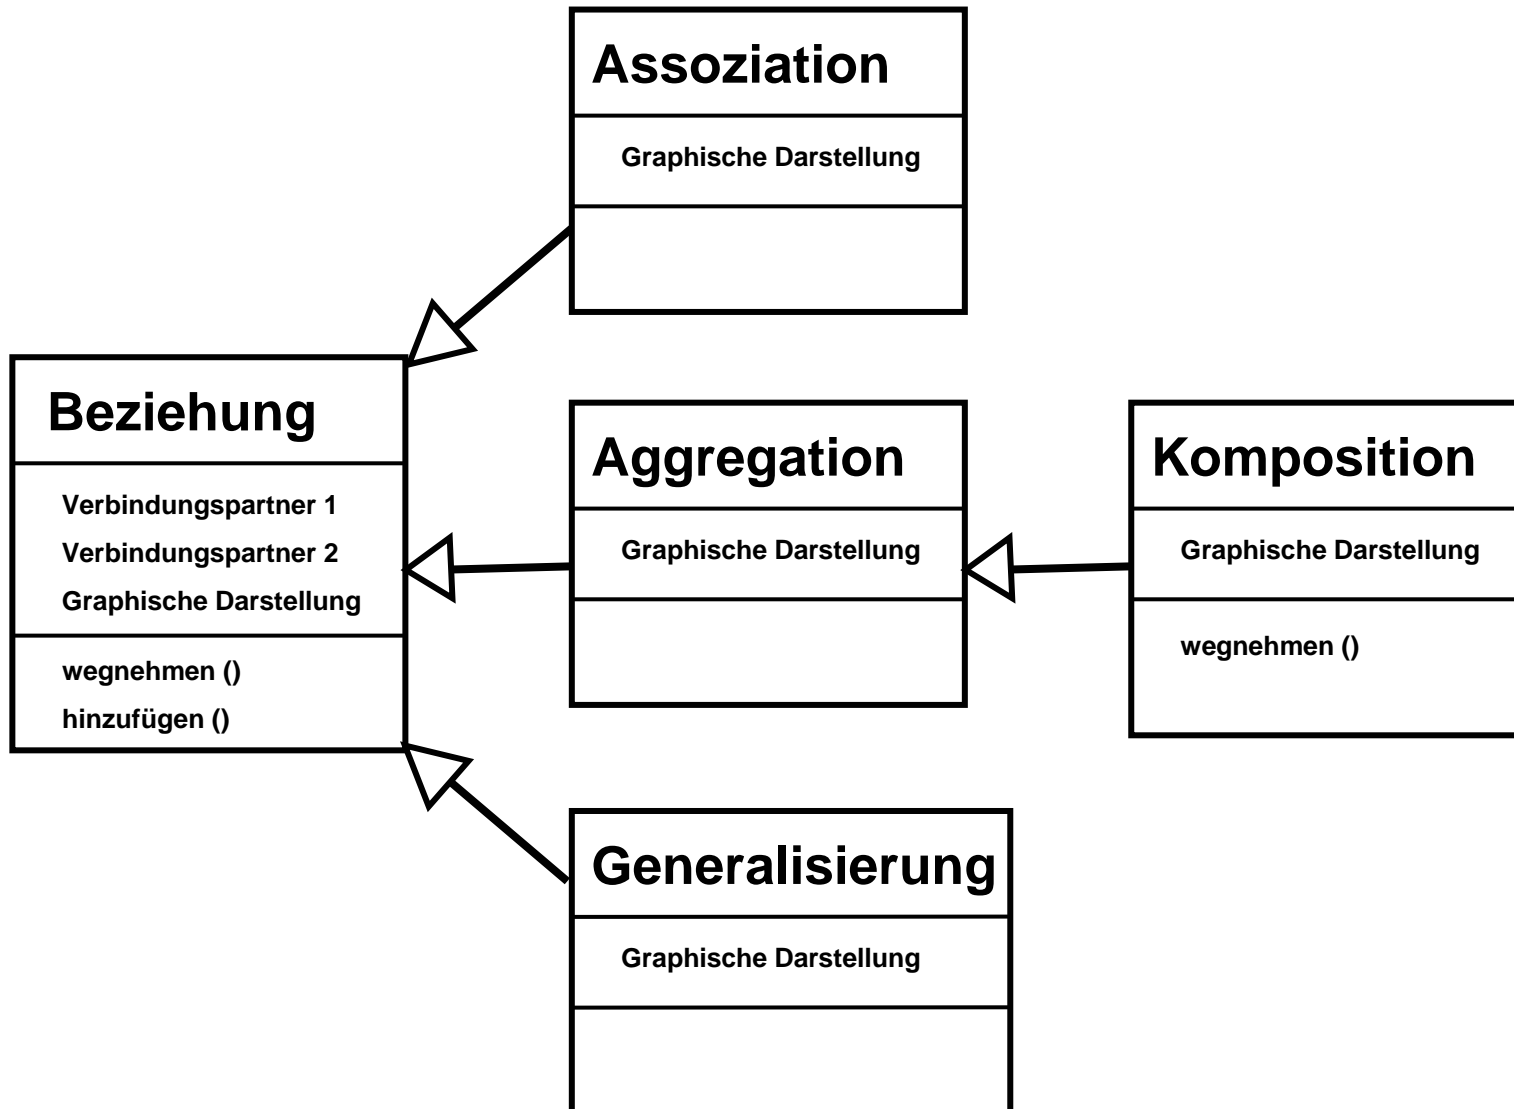 Assoziation
Graphische Darstellung
Beziehung
Verbindungspartner 1
Verbindungspartner 2
Graphische Darstellung
wegnehmen ()
hinzufügen ()
Aggregation
Graphische Darstellung
Komposition
Graphische Darstellung
wegnehmen ()
Generalisierung
Graphische Darstellung